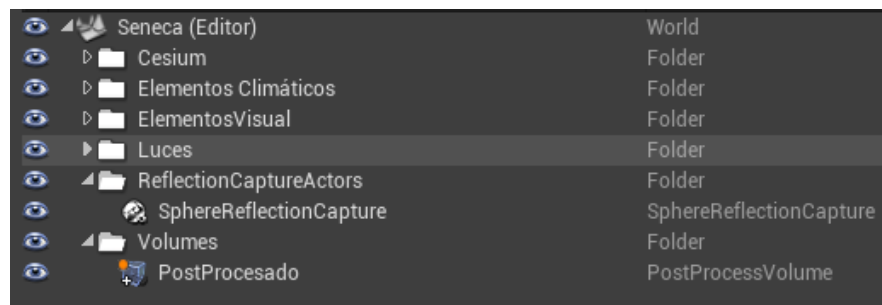 Seneca (Editor) World
Cesium Folder
Elementos Climáticos Folder
ElementosVisual Folder
Luces Folder
ReflectionCaptureActors Folder
SphereReflectionCapture SphereReflectionCapture
Volumes Folder
PostProcesado PostProcessVolume